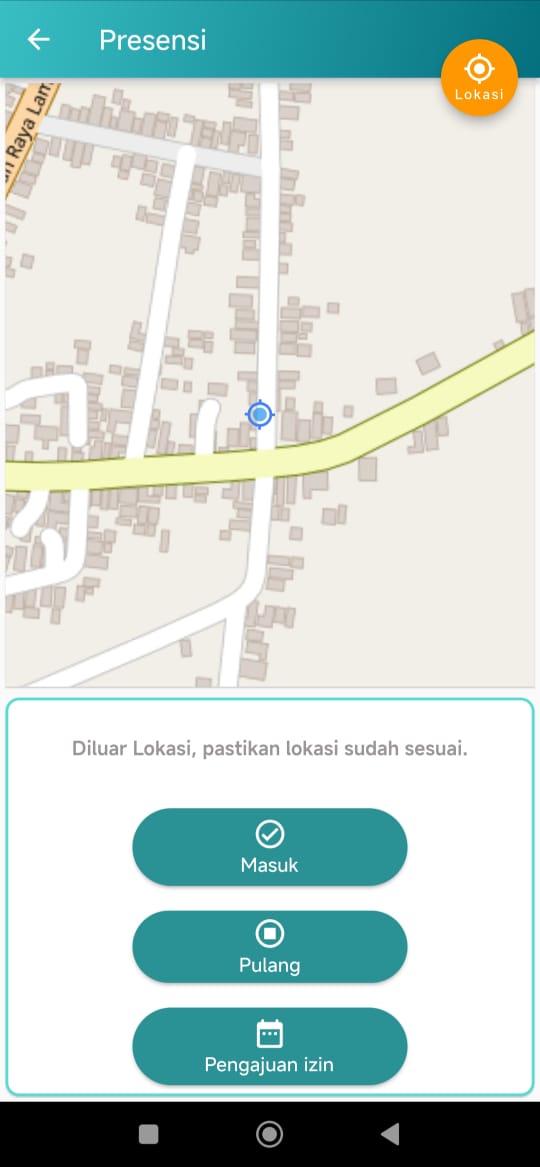 Presensi
Lokasi
Raya Lam
Diluar Lokasi, pastikan lokasi sudah sesuai.
Masuk
Pulang
Pengajuan izin